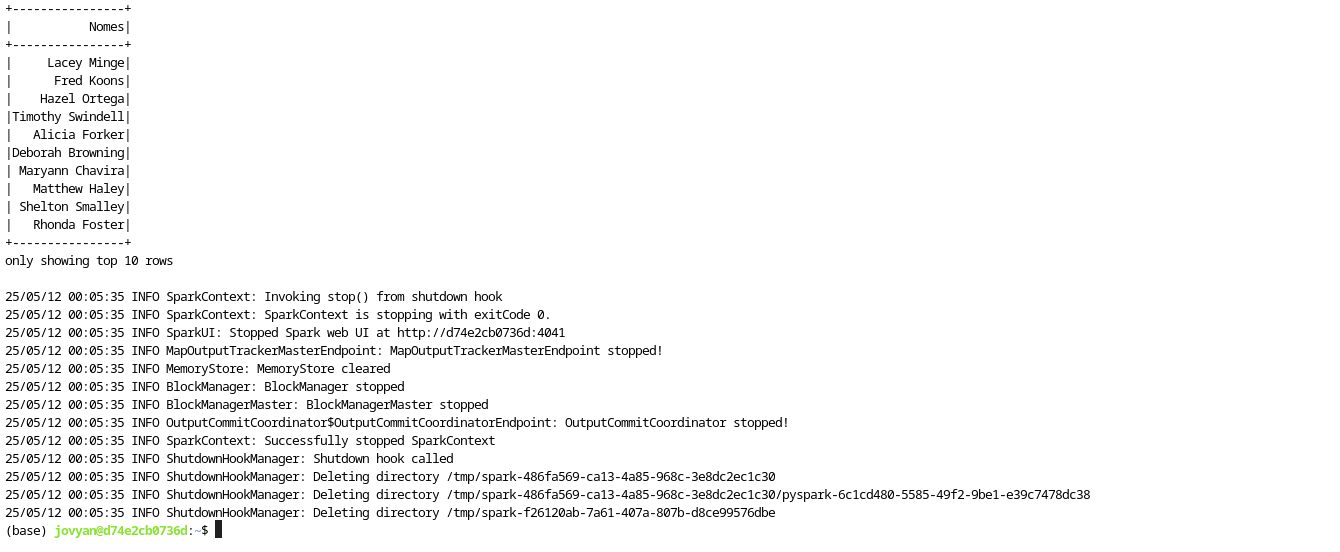 +----------------+
|           Nomes|
+----------------+
|     Lacey Minge|
|      Fred Koons|
|    Hazel Ortega|
|Timothy Swindell|
|   Alicia Forker|
|Deborah Browning|
| Maryann Chavira|
|   Matthew Haley|
| Shelton Smalley|
|   Rhonda Foster|
+----------------+
only showing top 10 rows

25/05/12 00:05:35 INFO SparkContext: Invoking stop() from shutdown hook
25/05/12 00:05:35 INFO SparkContext: SparkContext is stopping with exitCode 0.
25/05/12 00:05:35 INFO SparkUI: Stopped Spark web UI at http://d74e2cb0736d:4041
25/05/12 00:05:35 INFO MapOutputTrackerMasterEndpoint: MapOutputTrackerMasterEndpoint stopped!
25/05/12 00:05:35 INFO MemoryStore: MemoryStore cleared
25/05/12 00:05:35 INFO BlockManager: BlockManager stopped
25/05/12 00:05:35 INFO BlockManagerMaster: BlockManagerMaster stopped
25/05/12 00:05:35 INFO OutputCommitCoordinator$OutputCommitCoordinatorEndpoint: OutputCommitCoordinator stopped!
25/05/12 00:05:35 INFO SparkContext: Successfully stopped SparkContext
25/05/12 00:05:35 INFO ShutdownHookManager: Shutdown hook called
25/05/12 00:05:35 INFO ShutdownHookManager: Deleting directory /tmp/spark-486fa569-ca13-4a85-968c-3e8dc2ec1c30
25/05/12 00:05:35 INFO ShutdownHookManager: Deleting directory /tmp/spark-486fa569-ca13-4a85-968c-3e8dc2ec1c30/pyspark-6c1cd480-5585-49f2-9be1-e39c7478dc38
25/05/12 00:05:35 INFO ShutdownHookManager: Deleting directory /tmp/spark-f26120ab-7a61-407a-807b-d8ce99576dbe
(base) jovyan@d74e2cb0736d:~$